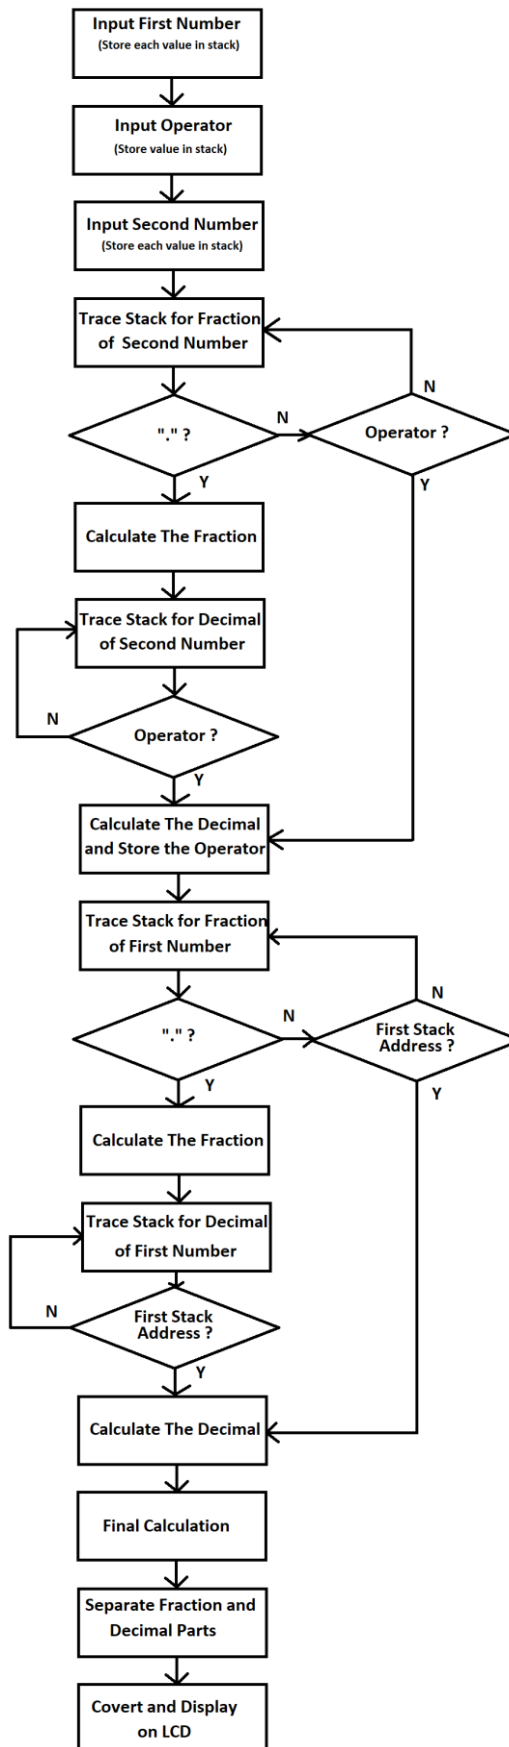 Input First Number
(Store each value in stack)
Input Operator
(Store value in stack)
Input Second Number
(Store each value in stack)
Trace Stack for Fraction
of Second Number
"." ?
N
Operator ?
N
Y
Y
Calculate The Fraction
Trace Stack for Decimal
of Second Number
N
Operator ?
Y
Calculate The Decimal
and Store the Operator
Trace Stack for Fraction
of First Number
"." ?
N
First Stack
Address ?
N
Y
Y
Calculate The Fraction
Trace Stack for Decimal
of First Number
N
First Stack
Address ?
Y
Calculate The Decimal
Final Calculation
Separate Fraction and
Decimal Parts
Covert and Display
on LCD